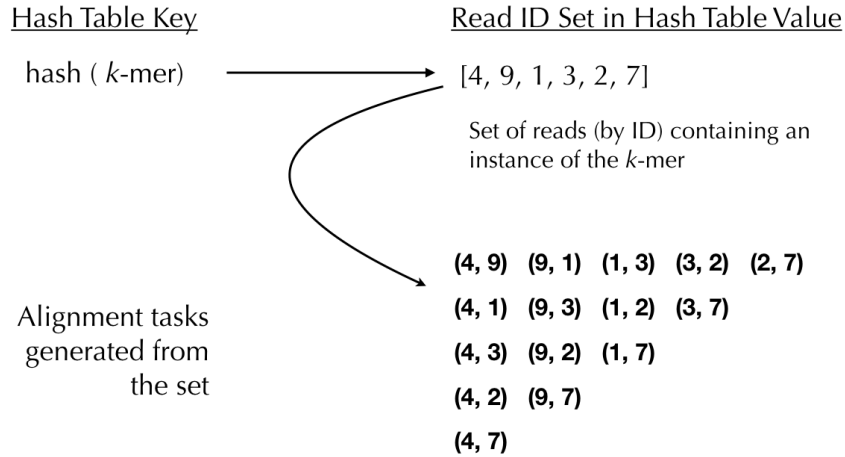 Hash Table Key
Read ID Set in Hash Table Value
hash ( k-mer)
[4, 9, 1, 3, 2, 7]
Set of reads (by ID) containing an
instance of the k-mer
Alignment tasks
generated from
the set
(4, 9) (9, 1) (1, 3) (3, 2) (2, 7)
(4, 1) (9, 3) (1, 2) (3, 7)
(4, 3) (9, 2) (1, 7)
(4, 2) (9, 7)
(4, 7)